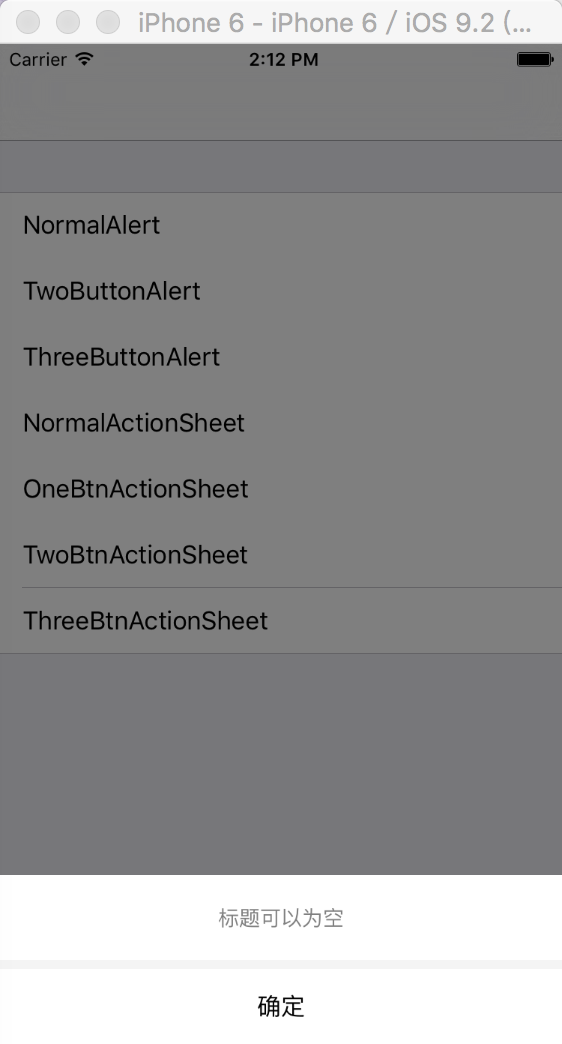 iPhone 6 - iPhone 6 / iOS 9.2 (...
Carrier 2:12 PM
NormalAlert
TwoButtonAlert
ThreeButtonAlert
NormalActionSheet
OneBtnActionSheet
TwoBtnActionSheet
ThreeBtnActionSheet
标题可以为空
确定